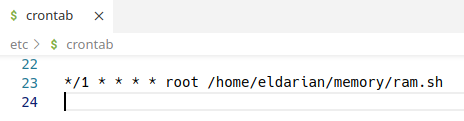 $ crontab ×
etc > $ crontab
22
23 */1 * * * * root /home/eldarian/memory/ram.sh
24